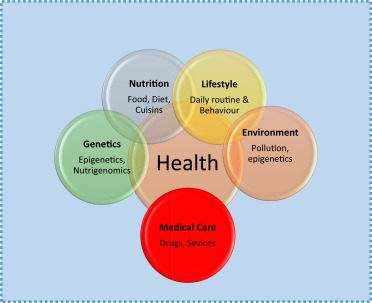 Nutrition
Food, Diet,
Cuisins
Lifestyle
Daily routine &
Behaviour
Genetics
Epigenetics,
Nutrigenomics
Health
Environment
Pollution,
epigenetics
Medical Care
Drugs, Sevices